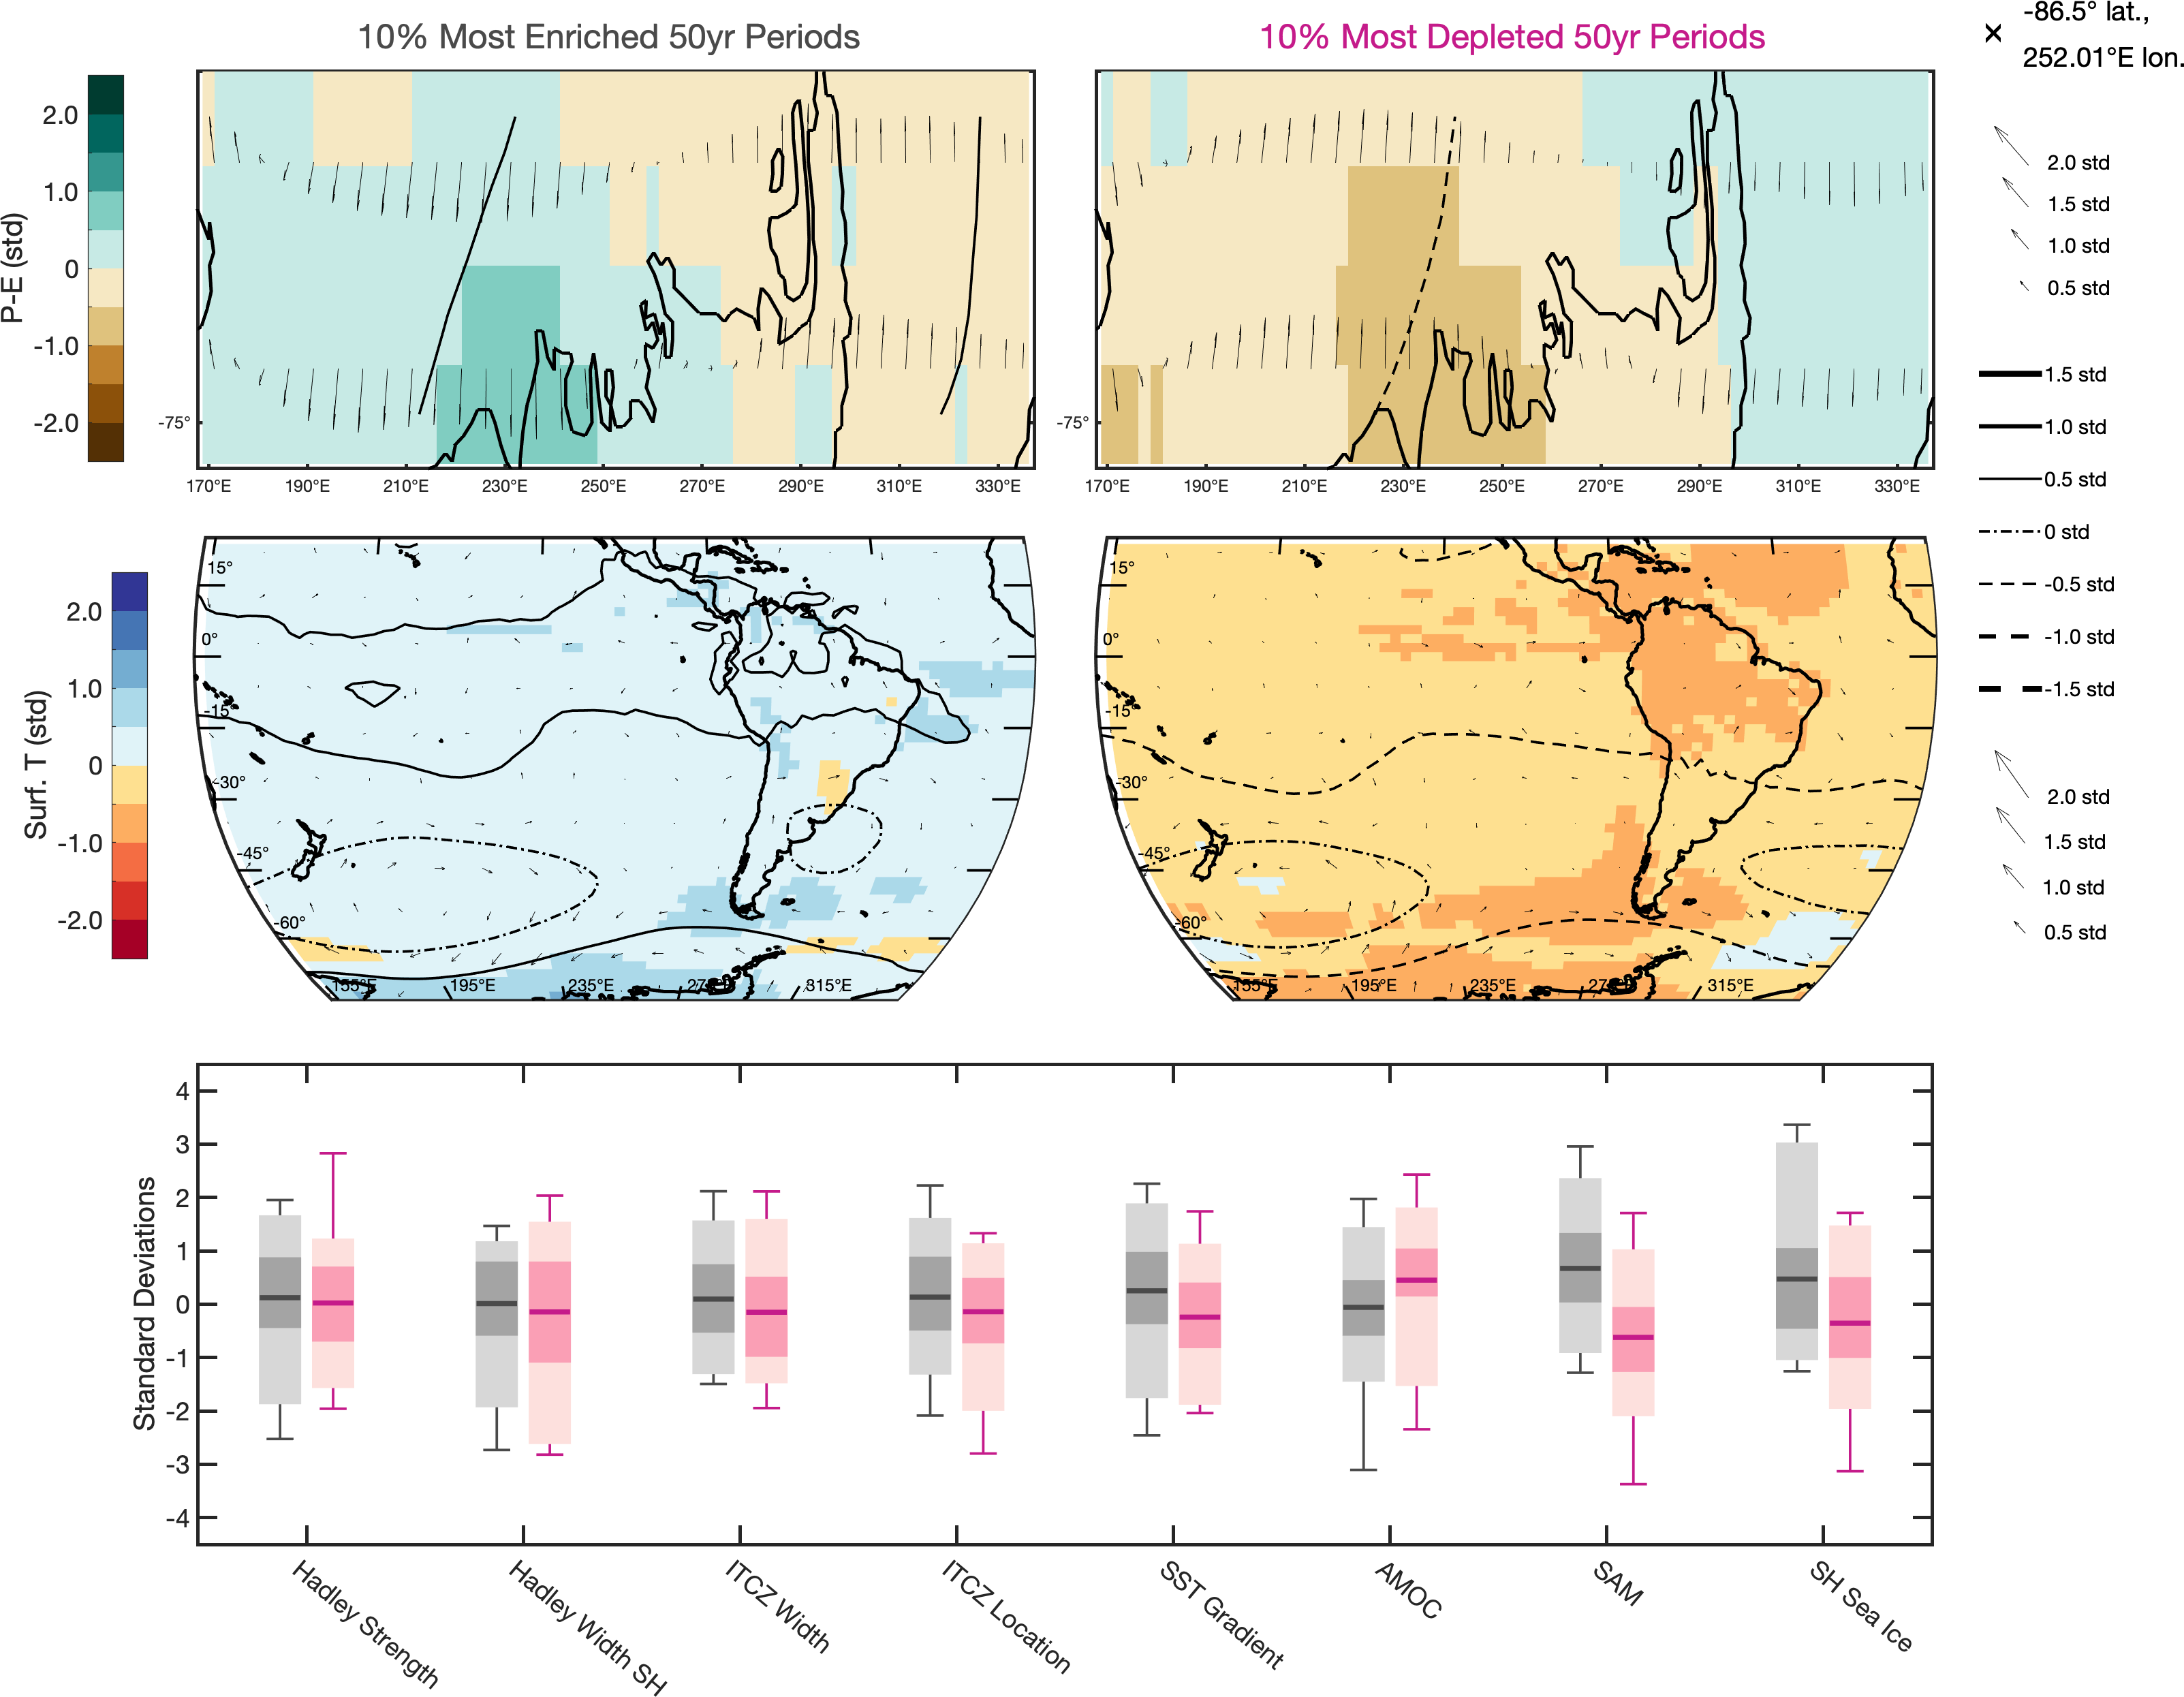 10% Most Enriched 50yr Periods
10% Most Depleted 50yr Periods
-86.5° lat.,
252.01°E lon.
P-E (std)
2.0
1.0
0
-1.0
-2.0
-75°
170°E 190°E 210°E 230°E 250°E 270°E 290°E 310°E 330°E
-75°
170°E 190°E 210°E 230°E 250°E 270°E 290°E 310°E 330°E
2.0 std
1.5 std
1.0 std
0.5 std
1.5 std
1.0 std
0.5 std
0 std
-0.5 std
-1.0 std
-1.5 std
2.0 std
1.5 std
1.0 std
0.5 std
Surf. T (std)
2.0
1.0
0
-1.0
-2.0
15°
0°
-15°
-30°
-45°
-60°
155°E 195°E 235°E 315°E
15°
0°
-15°
-30°
-45°
-60°
155°E 195°E 235°E 315°E
Standard Deviations
4
3
2
1
0
-1
-2
-3
-4
Hadley Strength
Hadley Width SH
ITCZ Width
ITCZ Location
SST Gradient
AMOC
SAM
SH Sea Ice